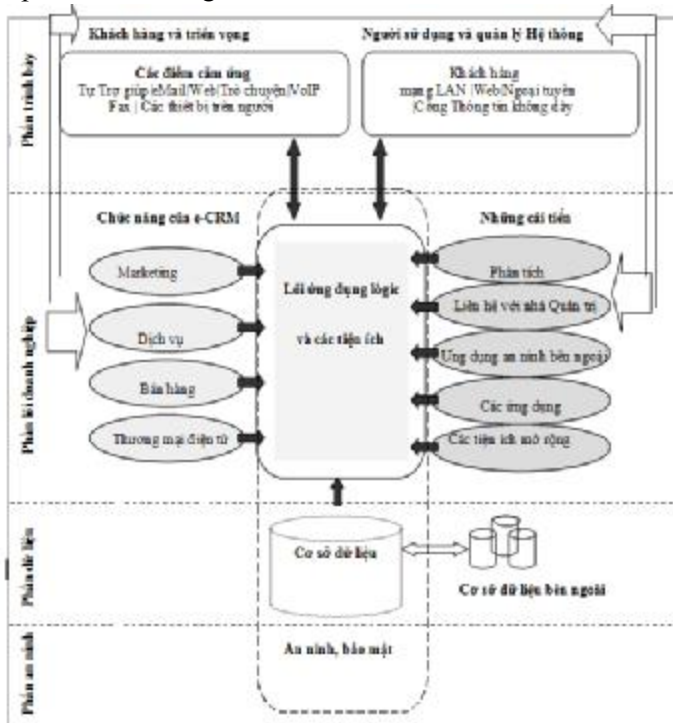 Phần trình bày
Khách hàng và triển vọng
Người sử dụng và quản lý Hệ thống
Các điểm cảm ứng
Tự Trợ giúp|eMail|Web|Trò chuyện|VoIP
Fax | Các thiết bị trên người
Khách hàng
mạng LAN |Web|Ngoại tuyến
|Cổng Thông tin không dây
Phần lõi doanh nghiệp
Chức năng của e-CRM
Những cải tiến
Marketing
Dịch vụ
Bán hàng
Thương mại điện tử
Lõi ứng dụng lôgic
và các tiện ích
Phân tích
Liên hệ với nhà Quản trị
Ứng dụng an ninh bên ngoài
Các ứng dụng
Các tiện ích mở rộng
Phần dữ liệu
Cơ sở dữ liệu
Cơ sở dữ liệu bên ngoài
Phần an ninh
An ninh, bảo mật